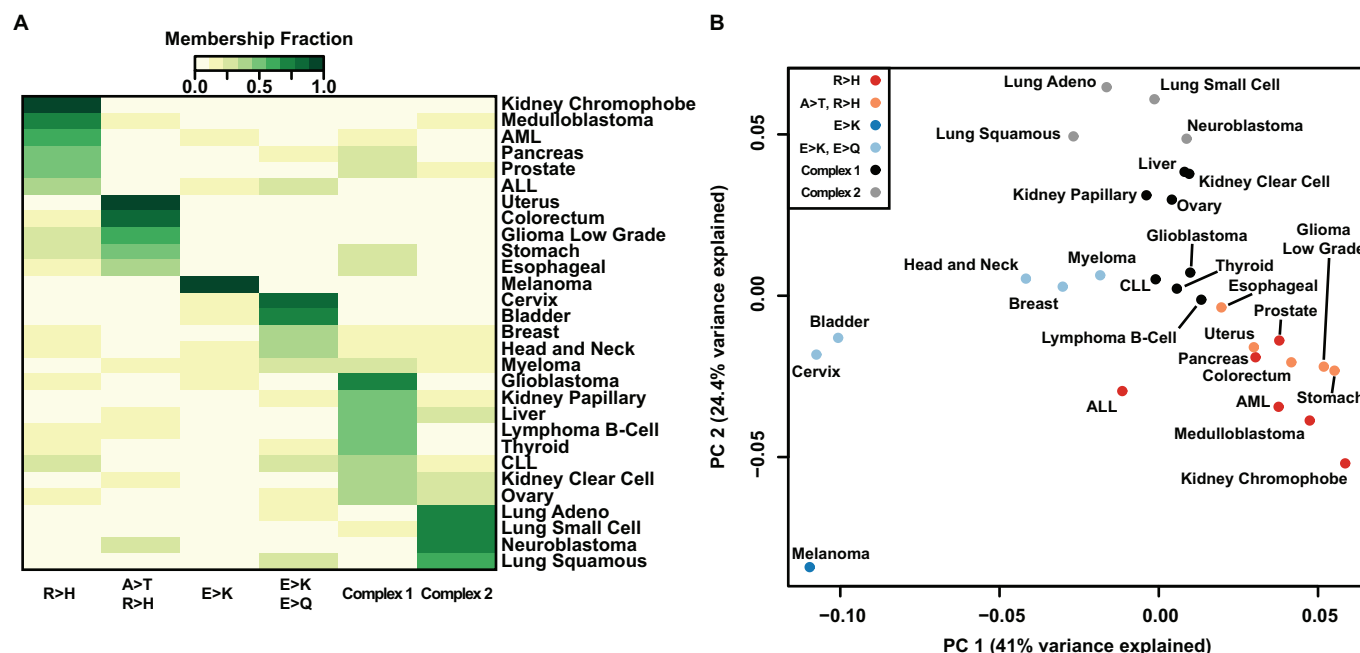 A
Membership Fraction
0.0 0.5 1.0
Kidney Chromophobe
Medulloblastoma
AML
Pancreas
Prostate
ALL
Uterus
Colorectum
Glioma Low Grade
Stomach
Esophageal
Melanoma
Cervix
Bladder
Breast
Head and Neck
Myeloma
Glioblastoma
Kidney Papillary
Liver
Lymphoma B-Cell
Thyroid
CLL
Kidney Clear Cell
Ovary
Lung Adeno
Lung Small Cell
Neuroblastoma
Lung Squamous
R>H
A>T
R>H
E>K
E>K
E>Q
Complex 1
Complex 2
B
R>H
A>T, R>H
E>K
E>K, E>Q
Complex 1
Complex 2
Lung Adeno
Lung Small Cell
Lung Squamous
Neuroblastoma
Liver
Kidney Clear Cell
Kidney Papillary
Ovary
Glioblastoma
Glioma
Low Grade
Head and Neck
Myeloma
Thyroid
CLL
Esophageal
Breast
Prostate
Bladder
Lymphoma B-Cell
Uterus
Cervix
Pancreas
Colorectum
ALL
AML
Stomach
Medulloblastoma
Kidney Chromophobe
Melanoma
0.05
0.00
−0.05
PC 2 (24.4% variance explained)
−0.10 −0.05 0.00 0.05
PC 1 (41% variance explained)